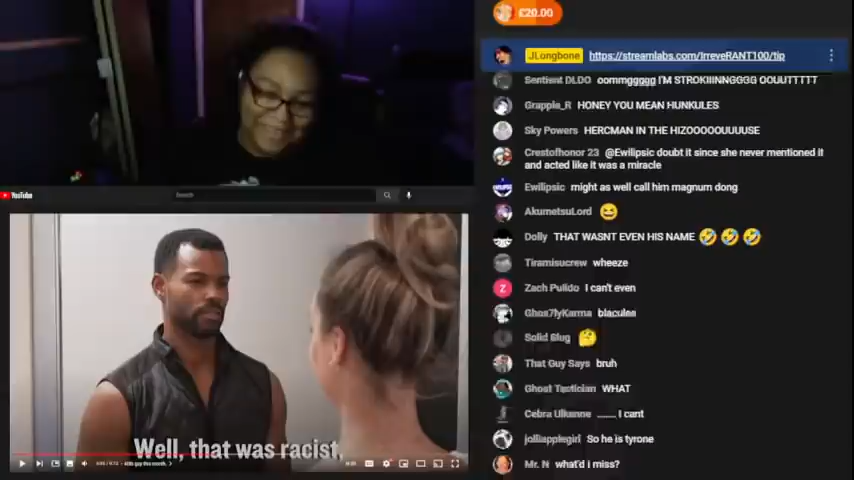 £20.00
JLongbone https://streamlabs.com/IrreveRANT100/tip
Sentient DLDO oommggggg I'M STROKIIINNGGGG OOUUTTTTT
Grapple_R HONEY YOU MEAN HUNKULES
Sky Powers HERCMAN IN THE HIZOOOOOUUUUSE
Crestofhonor 23 @Ewilipsic doubt it since she never mentioned it
and acted like it was a miracle
Ewilipsic might as well call him magnum dong
AkumetsuLord 😆
Dolly THAT WASNT EVEN HIS NAME 🤣 🤣 🤣
Tiramisucrew wheeze
Z Zach Pulido I can't even
Ghos7lyKarma blacules
Solid Slug 🤔
That Guy Says bruh
Ghost Tactician WHAT
Cebra I cant
jolliapplegirl So he is tyrone
Mr. N what'd i miss?
YouTube
Search
Well, that was racist,